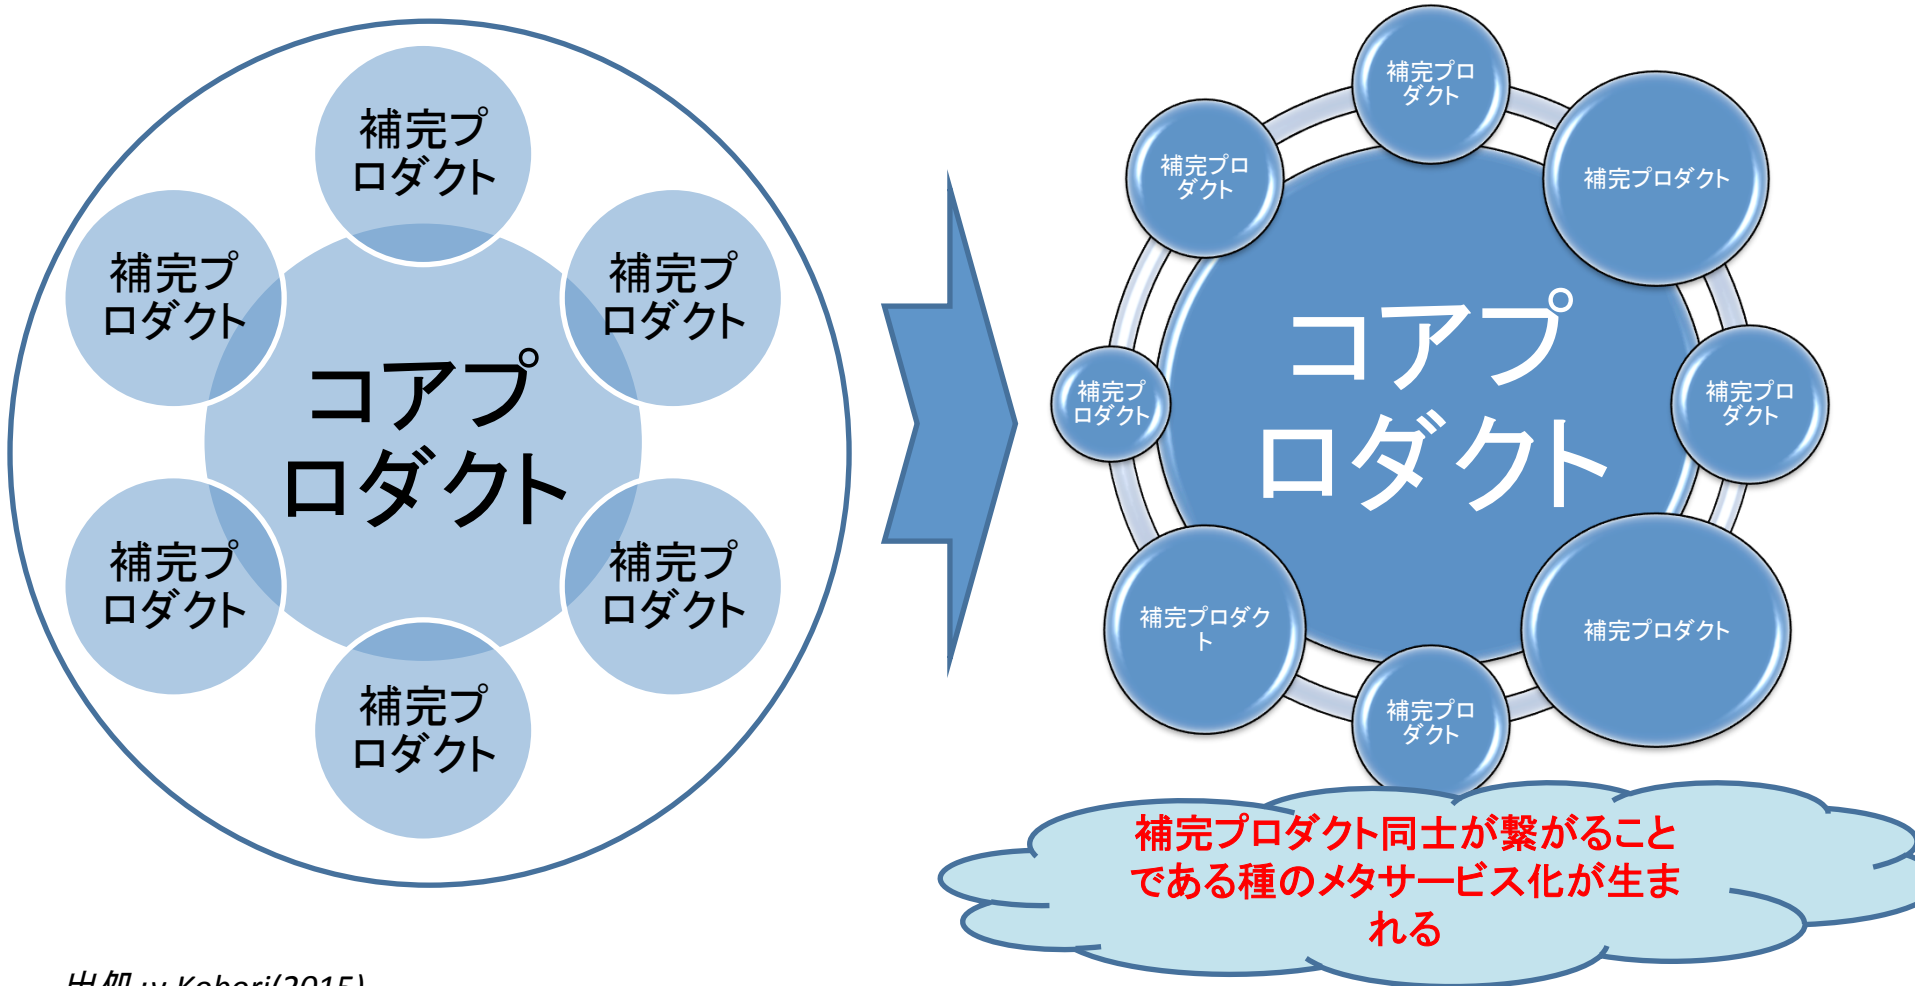 補完プ
ロダクト
補完プ
ロダクト
補完プ
ロダクト
コアプ
ロダクト
補完プ
ロダクト
補完プ
ロダクト
補完プ
ロダクト
補完プロ
ダクト
補完プロ
ダクト
補完プロダクト
補完プ
ロダクト
コアプ
ロダクト
補完プロ
ダクト
補完プロダク
ト
補完プロダクト
補完プロ
ダクト
補完プロダクト同士が繋がること
である種のメタサービス化が生ま
れる
出処:y.Kohori(2015)